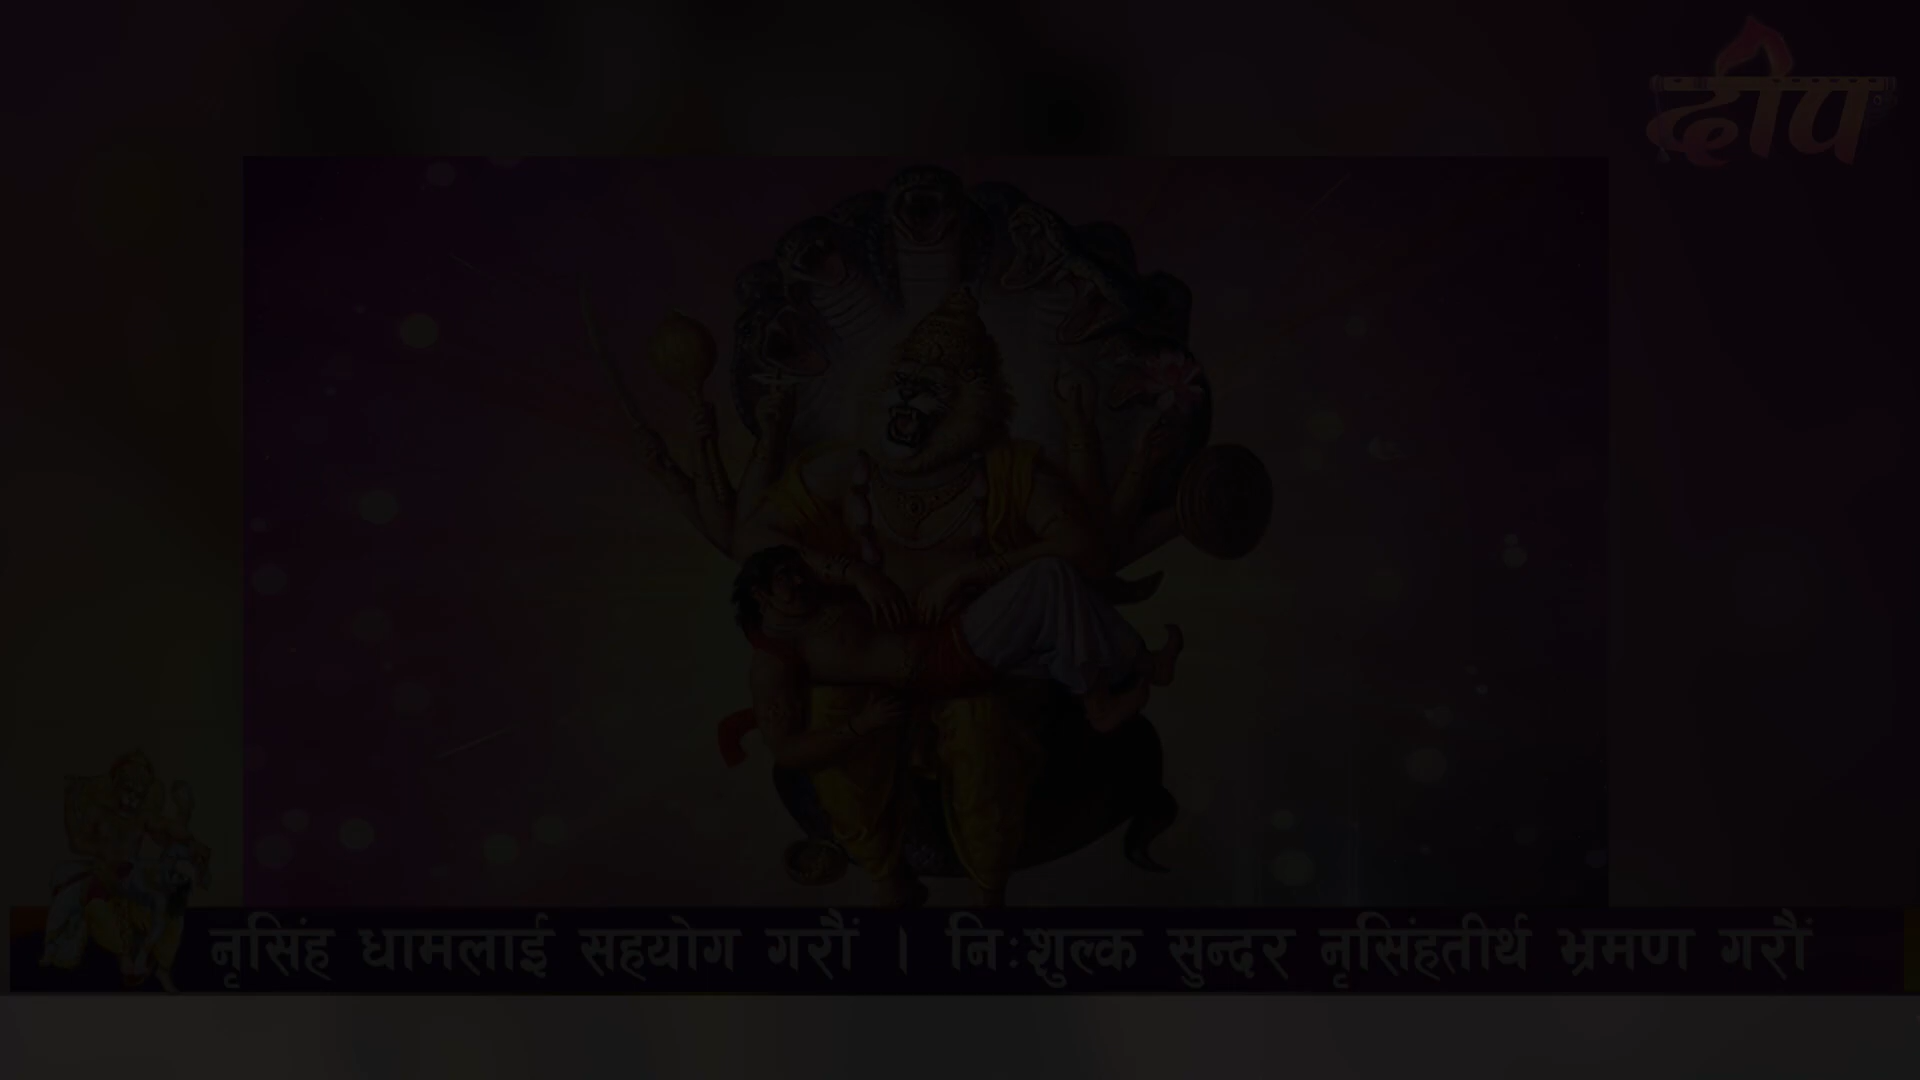 दीप
नृसिंह धामलाई सहयोग गरौं । निःशुल्क सुन्दर नृसिंहतीर्थ भ्रमण गरौं